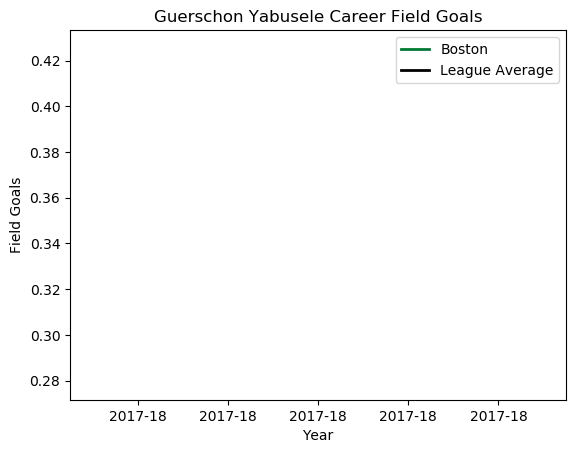 Guerschon Yabusele Career Field Goals
Boston
League Average
Field Goals
0.42
0.40
0.38
0.36
0.34
0.32
0.30
0.28
2017-18 2017-18 2017-18 2017-18 2017-18
Year